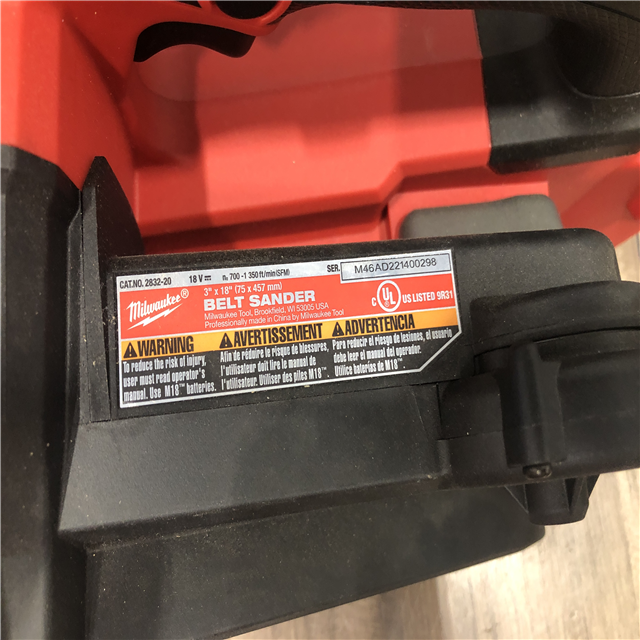 CAT.NO. 2832-20 18 V⎓ n₀ 700 -1 350 ft/min(SFM) SER. M46AD221400298
Milwaukee®
3" x 18" (75 x 457 mm)
BELT SANDER
Milwaukee Tool, Brookfield, WI 53005 USA
Professionally made in China by Milwaukee Tool
C UL US LISTED 9R31
WARNING
To reduce the risk of injury,
user must read operator's
manual. Use M18™ batteries.
AVERTISSEMENT
Afin de réduire le risque de blessures,
l'utilisateur doit lire le manuel de
l'utilisateur. Utiliser des piles M18™.
ADVERTENCIA
Para reducir el riesgo de lesiones, el usuario
debe leer el manual del operador.
Utilice baterías de M18™.